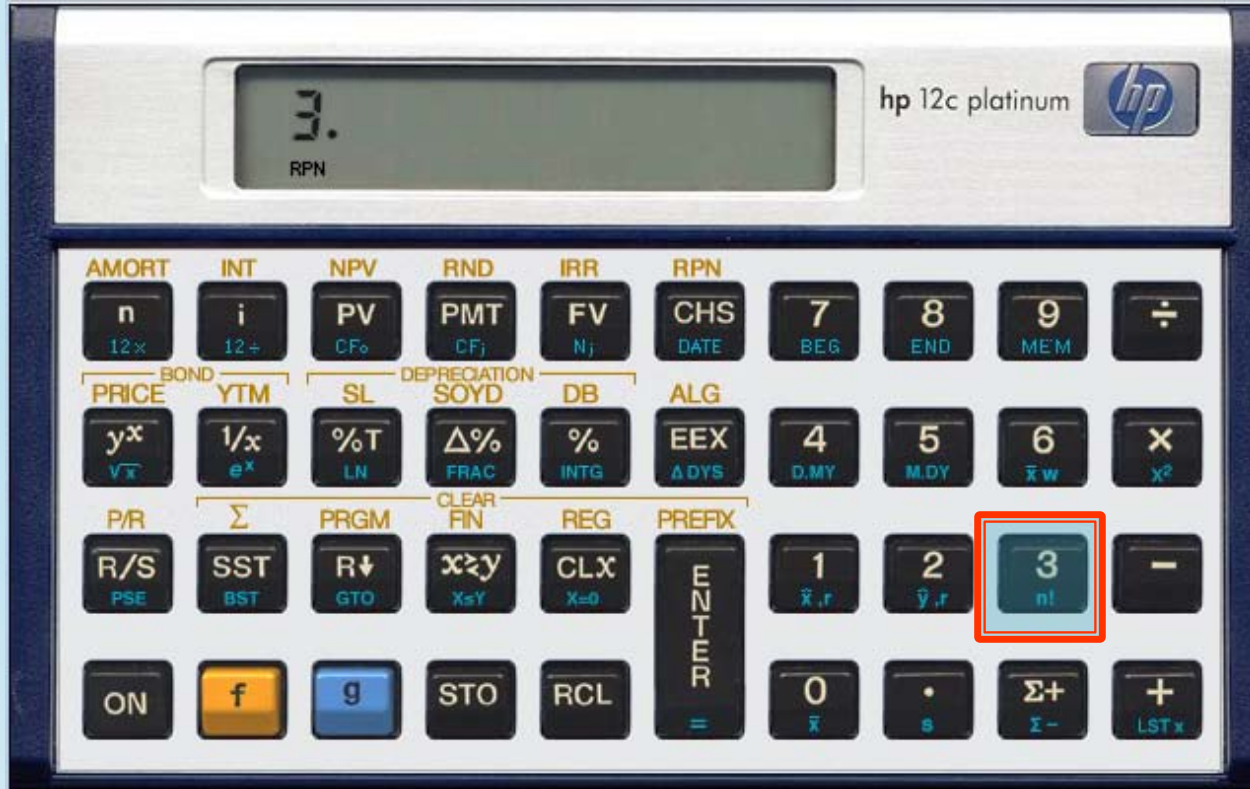 3.
RPN
hp 12c platinum
hp
AMORT INT NPV RND IRR RPN
n i PV PMT FV CHS 7 8 9 ÷
12× 12÷ CFo CFj Nj DATE BEG END MEM
BOND DEPRECIATION
PRICE YTM SL SOYD DB ALG
yˣ 1/x %T Δ% % EEX 4 5 6 ×
√x eˣ LN FRAC INTG ΔDYS D.MY M.DY x̄w x²
CLEAR
P/R Σ PRGM FIN REG PREFIX
R/S SST R↓ x≷y CLX ENTER 1 2 3 −
PSE BST GTO X≤Y X=0 x̂,r ŷ,r n!
ON f g STO RCL = 0 · Σ+ +
x̄ s Σ− LST x